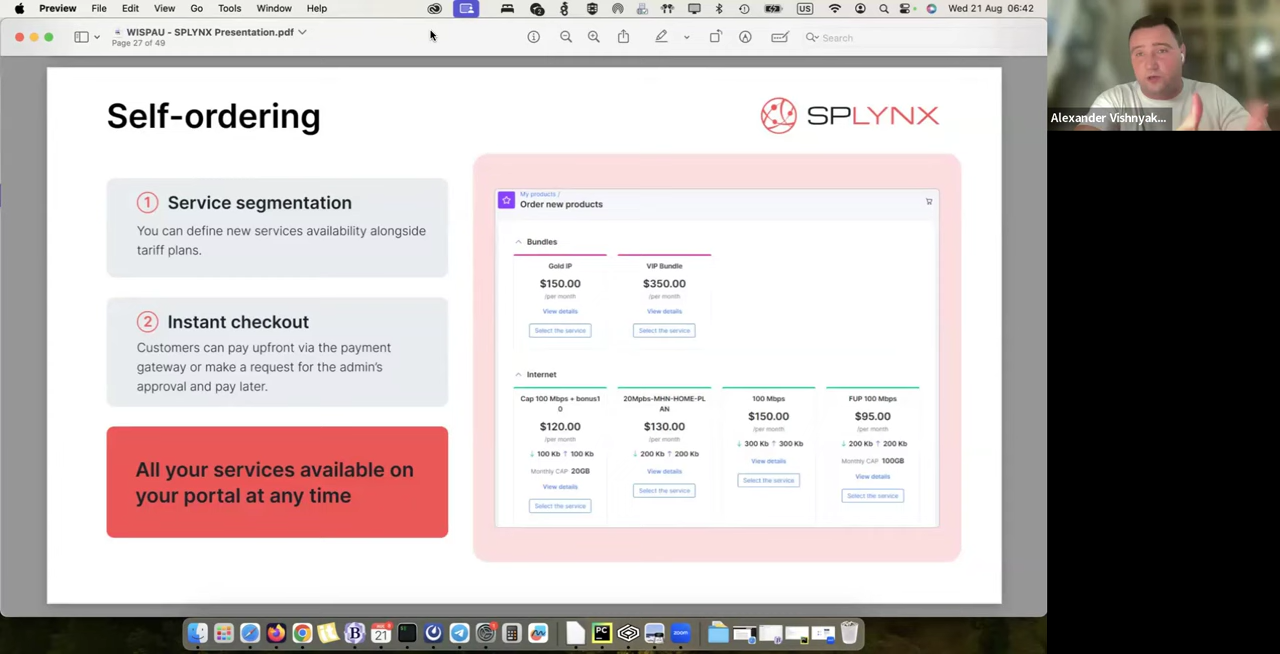 Preview File Edit View Go Tools Window Help
US
Wed 21 Aug 06:42
WISPAU - SPLYNX Presentation.pdf
Page 27 of 49
Search
Alexander Vishnyak...
Self-ordering
SPLYNX
1 Service segmentation
You can define new services availability alongside
tariff plans.
2 Instant checkout
Customers can pay upfront via the payment
gateway or make a request for the admin's
approval and pay later.
All your services available on
your portal at any time
My products /
Order new products
Bundles
Gold IP
$150.00
/per month
View details
Select the service
VIP Bundle
$350.00
/per month
View details
Select the service
Internet
Cap 100 Mbps + bonus1
0
$120.00
/per month
↓ 100 Kb ↑ 100 Kb
Monthly CAP 20GB
View details
Select the service
20Mpbs-MHN-HOME-PL
AN
$130.00
/per month
↓ 200 Kb ↑ 200 Kb
View details
Select the service
100 Mbps
$150.00
/per month
↓ 300 Kb ↑ 300 Kb
View details
Select the service
FUP 100 Mbps
$95.00
/per month
↓ 200 Kb ↑ 200 Kb
Monthly CAP 100GB
View details
Select the service
21
PC
zoom